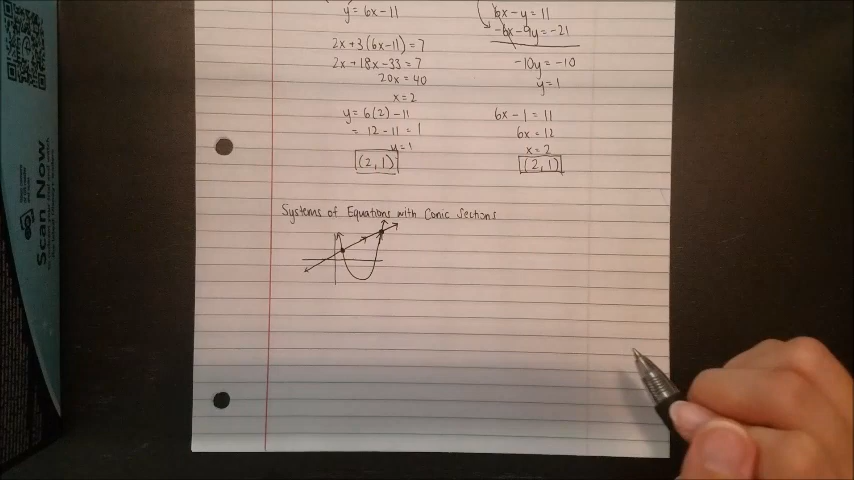 y = 6x - 11
2x + 3(6x - 11) = 7
2x + 18x - 33 = 7
20x = 40
x = 2
y = 6(2) - 11
= 12 - 11 = 1
y = 1
(2, 1)
6x - y = 11
-6x - 9y = -21
-10y = -10
y = 1
6x - 1 = 11
6x = 12
x = 2
(2, 1)
Systems of Equations with Conic Sections
Scan Now